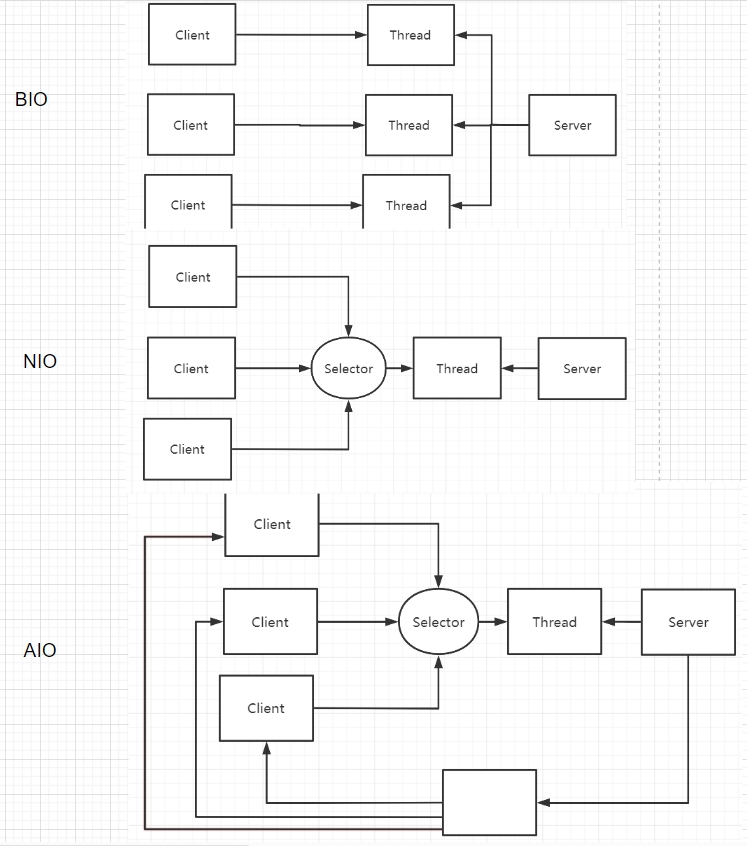 Client
Thread
BIO
Client
Thread
Server
Client
Thread
Client
NIO
Client
Selector
Thread
Server
Client
Client
AIO
Client
Selector
Thread
Server
Client